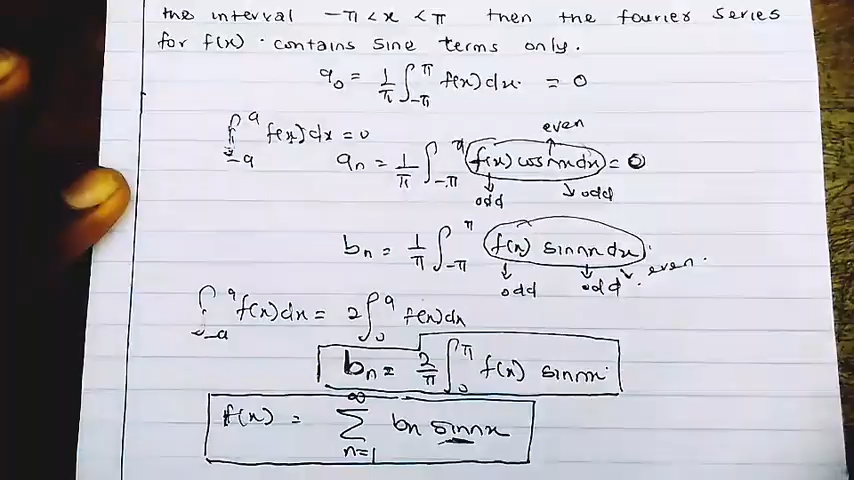 the interval -π < x < π then the fourier series
for f(x) . contains sine terms only.
a₀ = 1/π ∫_{-π}^{π} f(x) dx. = 0
∫_{-a}^{a} f(x) dx = 0
even
aₙ = 1/π ∫_{-π}^{π} f(x) cos nx dx = 0
odd odd
bₙ = 1/π ∫_{-π}^{π} f(x) sin nx dx.
odd odd. even.
∫_{-a}^{a} f(x) dx = 2 ∫_{0}^{a} f(x) dx
bₙ = 2/π ∫_{0}^{π} f(x) sin nx.
f(x) = ∑_{n=1}^{∞} bₙ sin nx